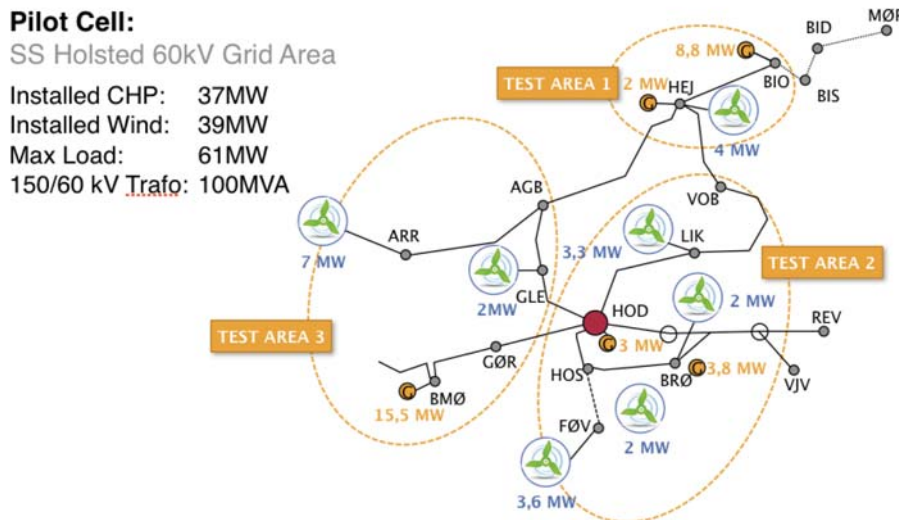 Pilot Cell:
SS Holsted 60kV Grid Area
Installed CHP: 37MW
Installed Wind: 39MW
Max Load: 61MW
150/60 kV Trafo: 100MVA
MØR
BID
8,8 MW
G
BIO
BIS
TEST AREA 1
2 MW
HEJ
G
4 MW
AGB
VOB
ARR
7 MW
3,3 MW
LIK
TEST AREA 2
2MW
GLE
2 MW
HOD
REV
TEST AREA 3
G
3 MW
GØR
HOS
BRØ
G
3,8 MW
VJV
G
BMØ
15,5 MW
FØV
2 MW
3,6 MW